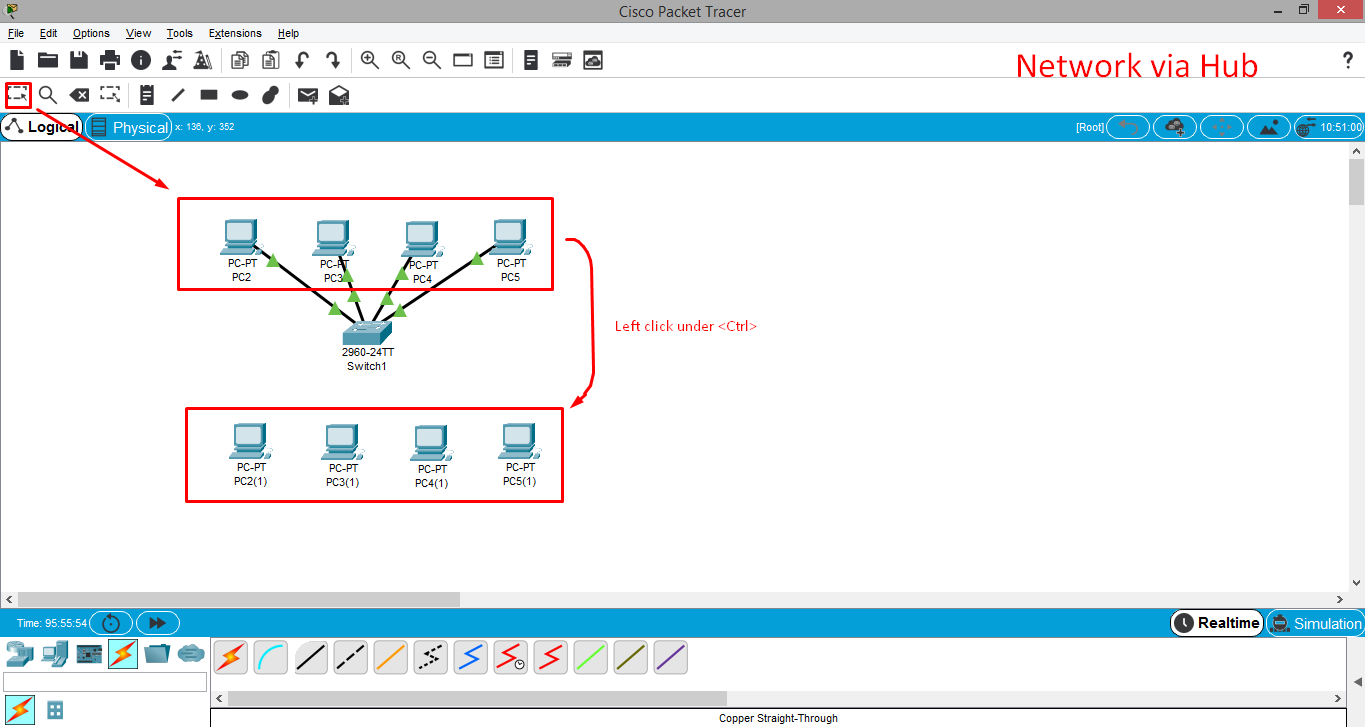 Cisco Packet Tracer
File Edit Options View Tools Extensions Help
Network via Hub
?
Logical
Physical
x: 136, y: 352
[Root]
10:51:00
PC-PT
PC2
PC-PT
PC3
PC-PT
PC4
PC-PT
PC5
2960-24TT
Switch1
Left click under <Ctrl>
PC-PT
PC2(1)
PC-PT
PC3(1)
PC-PT
PC4(1)
PC-PT
PC5(1)
Time: 95:55:54
Realtime
Simulation
Copper Straight-Through